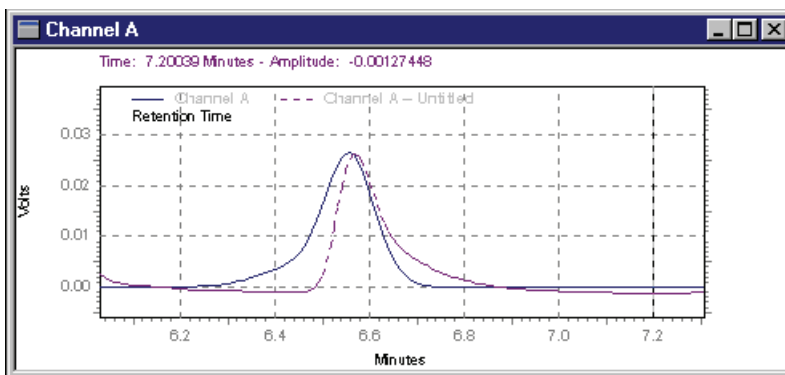 Channel A
Time: 7.20039 Minutes - Amplitude: -0.00127448
Channel A
Channel A – Untitled
Retention Time
0.03
0.02
0.01
0.00
Volts
6.2 6.4 6.6 6.8 7.0 7.2
Minutes